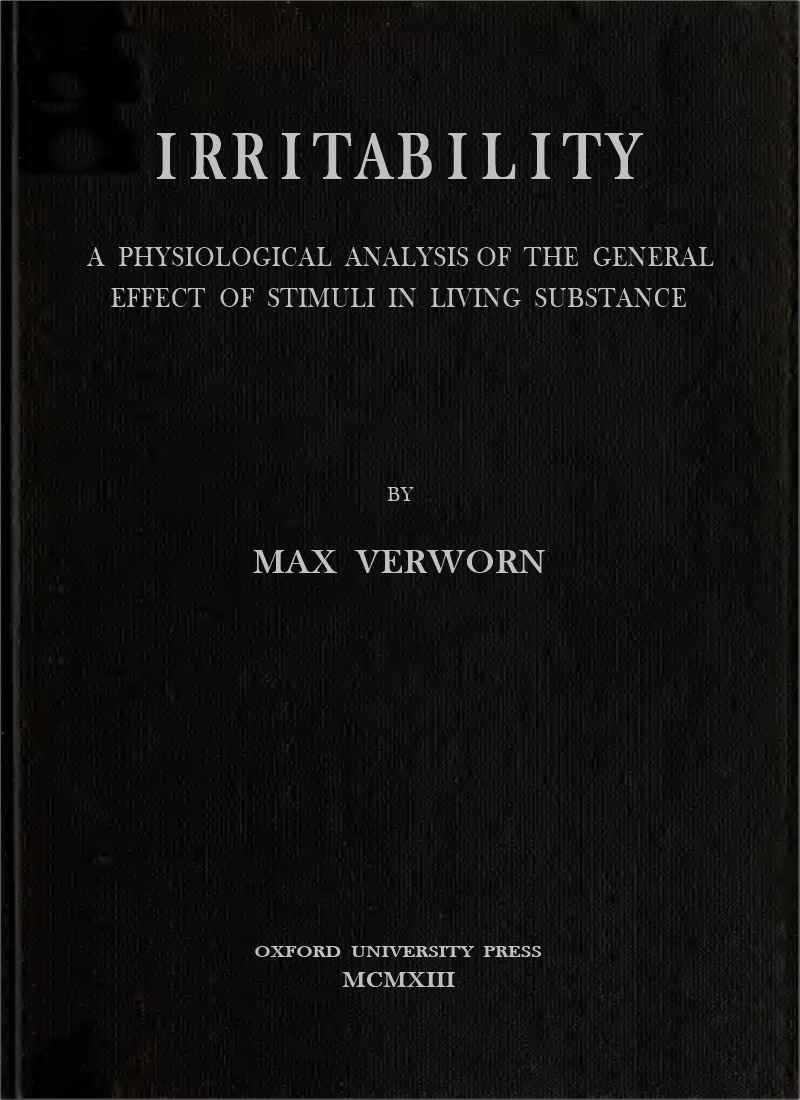 IRRITABILITY
A PHYSIOLOGICAL ANALYSIS OF THE GENERAL
EFFECT OF STIMULI IN LIVING SUBSTANCE
BY
MAX VERWORN
OXFORD UNIVERSITY PRESS
MCMXIII